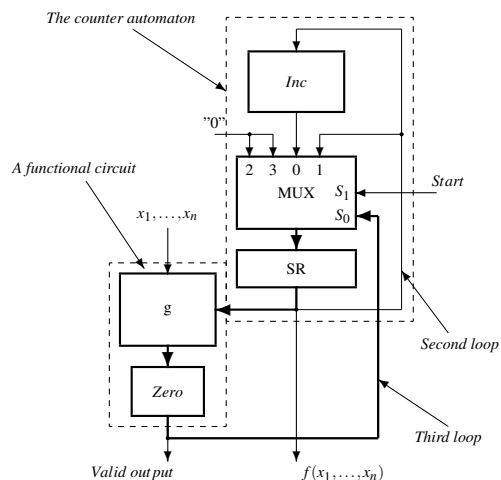 The counter automaton
Inc
"0"
2 3 0 1
A functional circuit
MUX
S1
Start
S0
x1,...,xn
SR
g
Second loop
Zero
Third loop
Valid output
f(x1,...,xn)